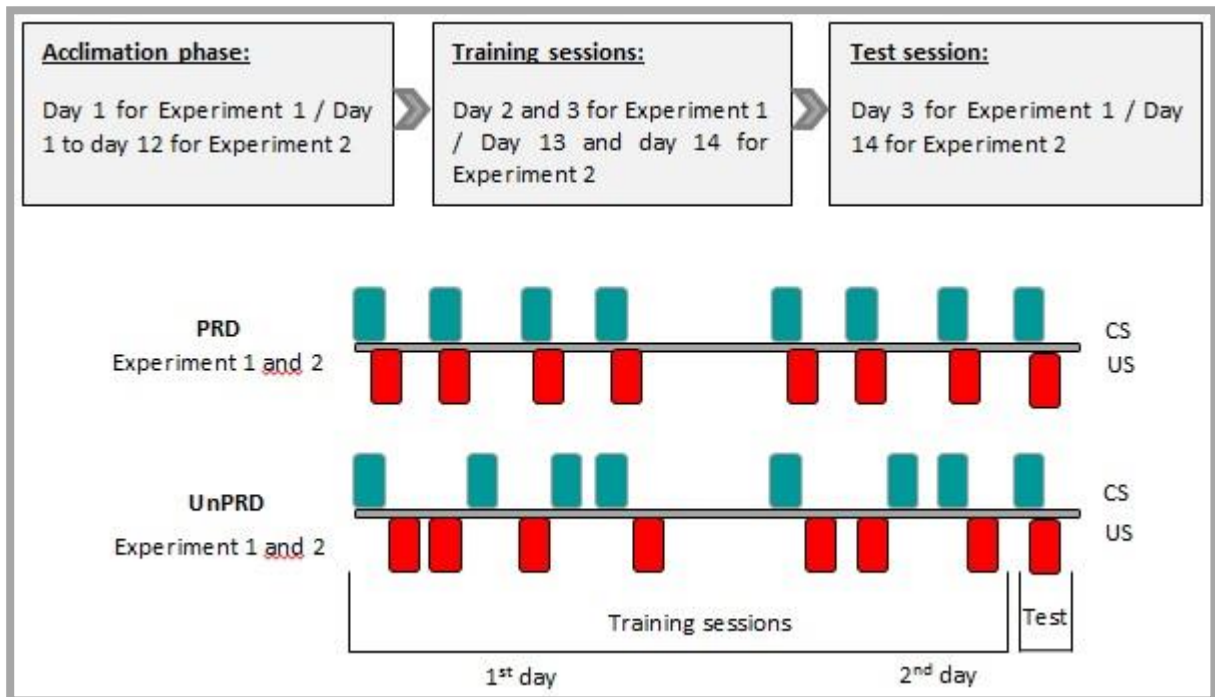 Acclimation phase:
Day 1 for Experiment 1 / Day
1 to day 12 for Experiment 2
Training sessions:
Day 2 and 3 for Experiment 1
/ Day 13 and day 14 for
Experiment 2
Test session:
Day 3 for Experiment 1 / Day
14 for Experiment 2
PRD
Experiment 1 and 2
CS
US
UnPRD
Experiment 1 and 2
CS
US
Training sessions
Test
1st day
2nd day